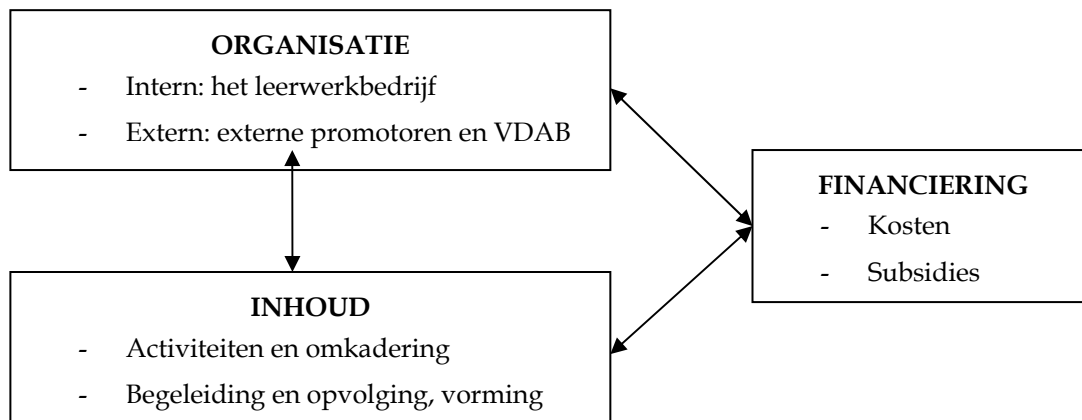 ORGANISATIE
- Intern: het leerwerkbedrijf
- Extern: externe promotoren en VDAB
FINANCIERING
- Kosten
- Subsidies
INHOUD
- Activiteiten en omkadering
- Begeleiding en opvolging, vorming